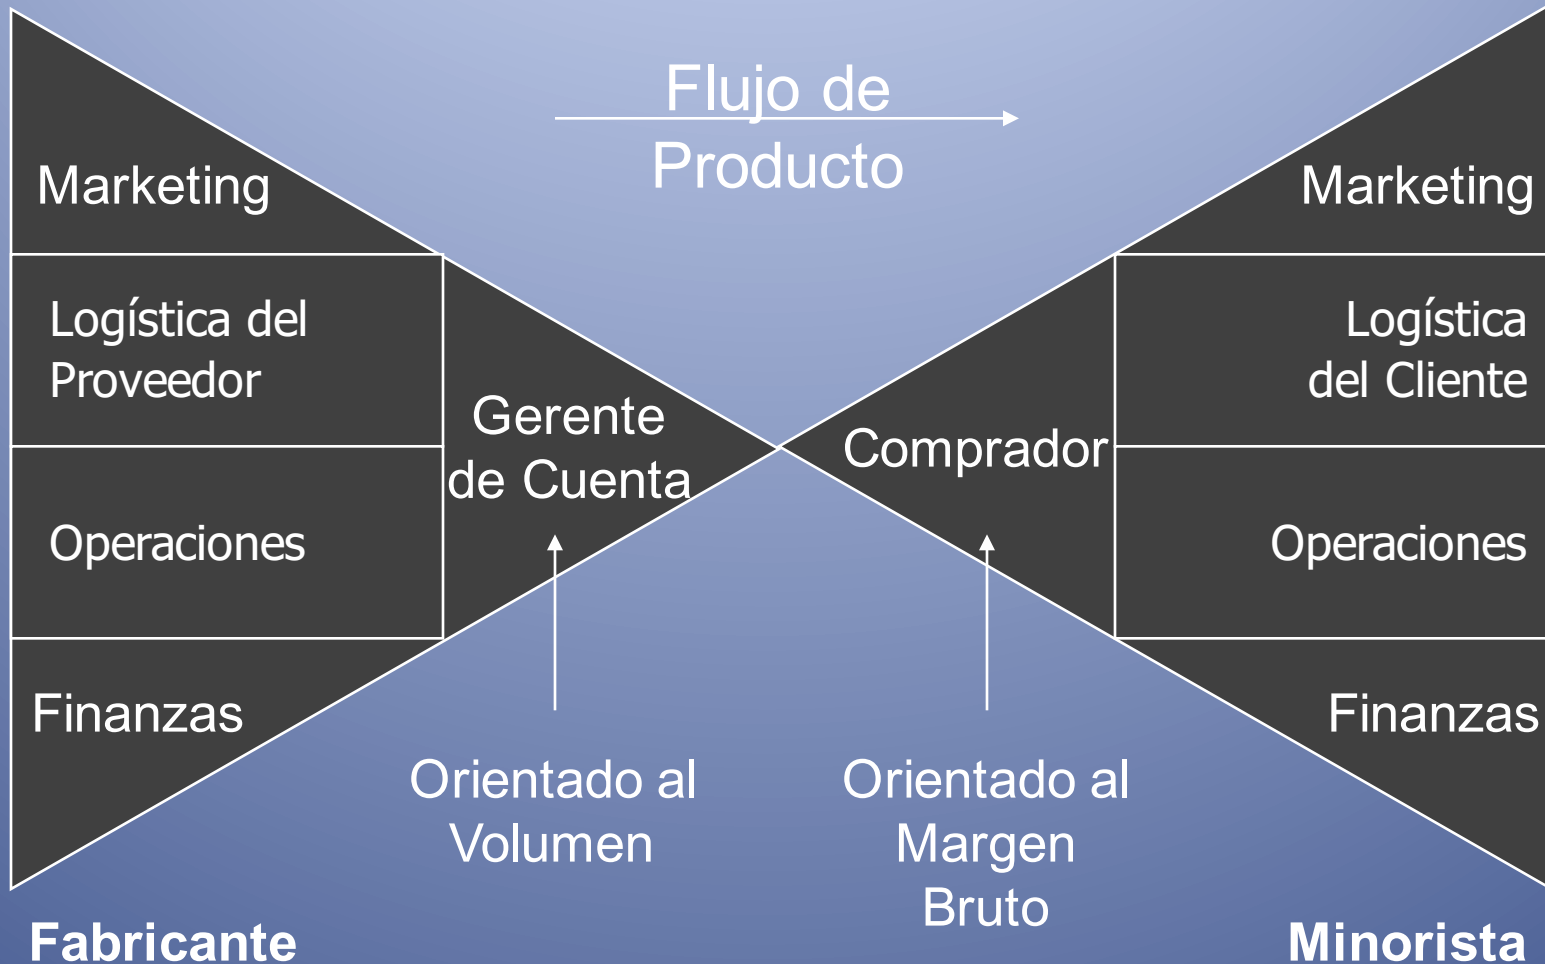 Flujo de
Producto
Marketing
Marketing
Logística del
Proveedor
Logística
del Cliente
Gerente
de Cuenta
Comprador
Operaciones
Operaciones
Finanzas
Finanzas
Orientado al
Volumen
Orientado al
Margen
Bruto
Fabricante
Minorista